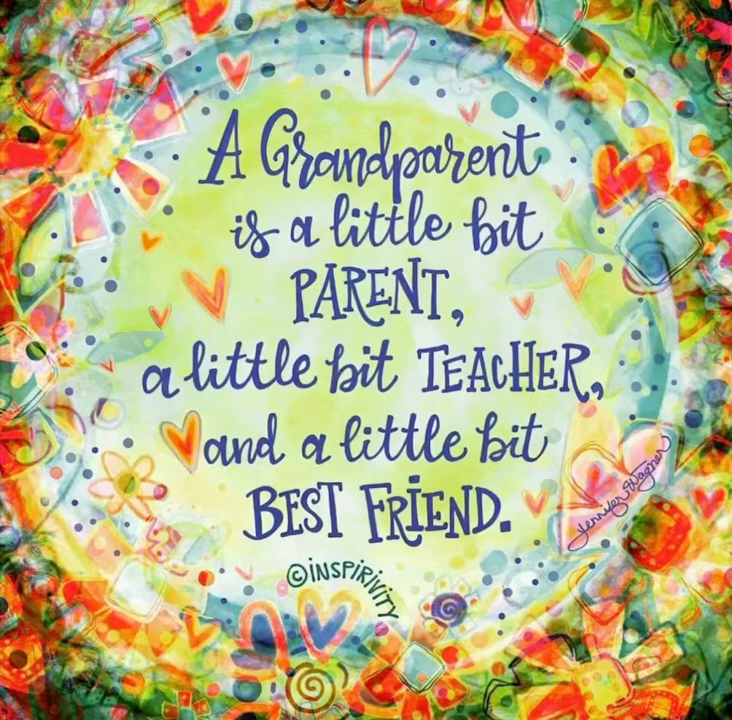 A Grandparent
is a little bit
PARENT,
a little bit TEACHER,
and a little bit
BEST FRIEND.
©INSPIRIVITY
Jennifer Wagner